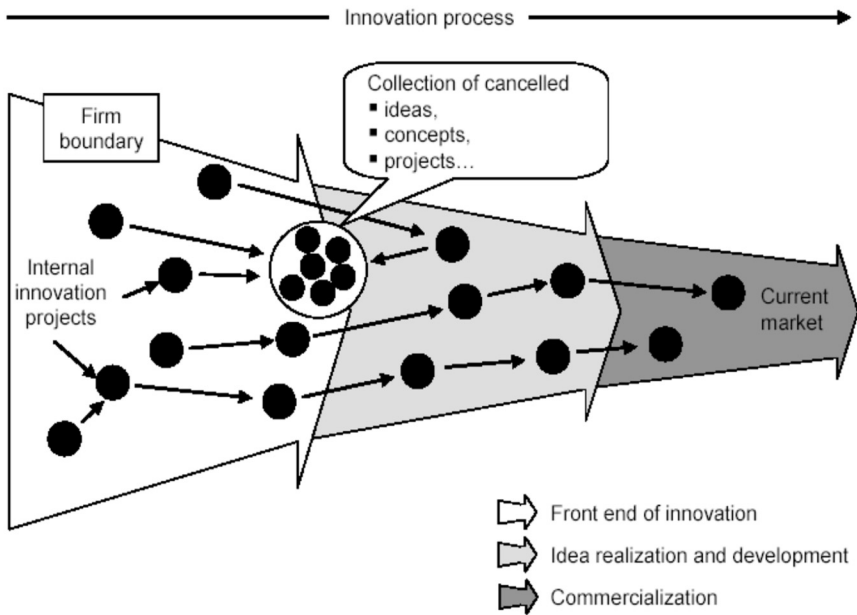 Innovation process
Collection of cancelled
▪ ideas,
▪ concepts,
▪ projects...
Firm
boundary
Internal
innovation
projects
Current
market
Front end of innovation
Idea realization and development
Commercialization